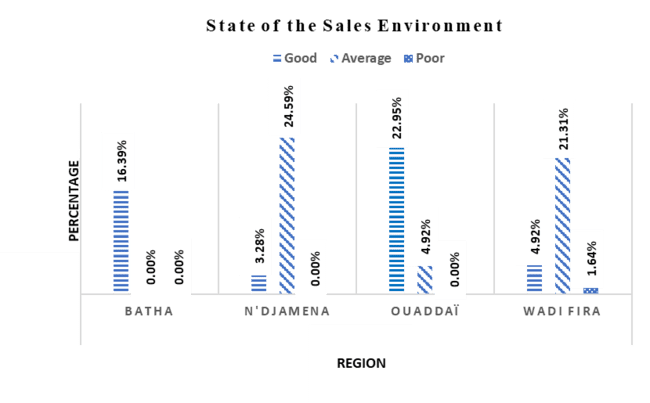 State of the Sales Environment
Good Average Poor
PERCENTAGE
16.39%
0.00%
0.00%
3.28%
24.59%
0.00%
22.95%
4.92%
0.00%
4.92%
21.31%
1.64%
BATHA N'DJAMENA OUADDAÏ WADI FIRA
REGION